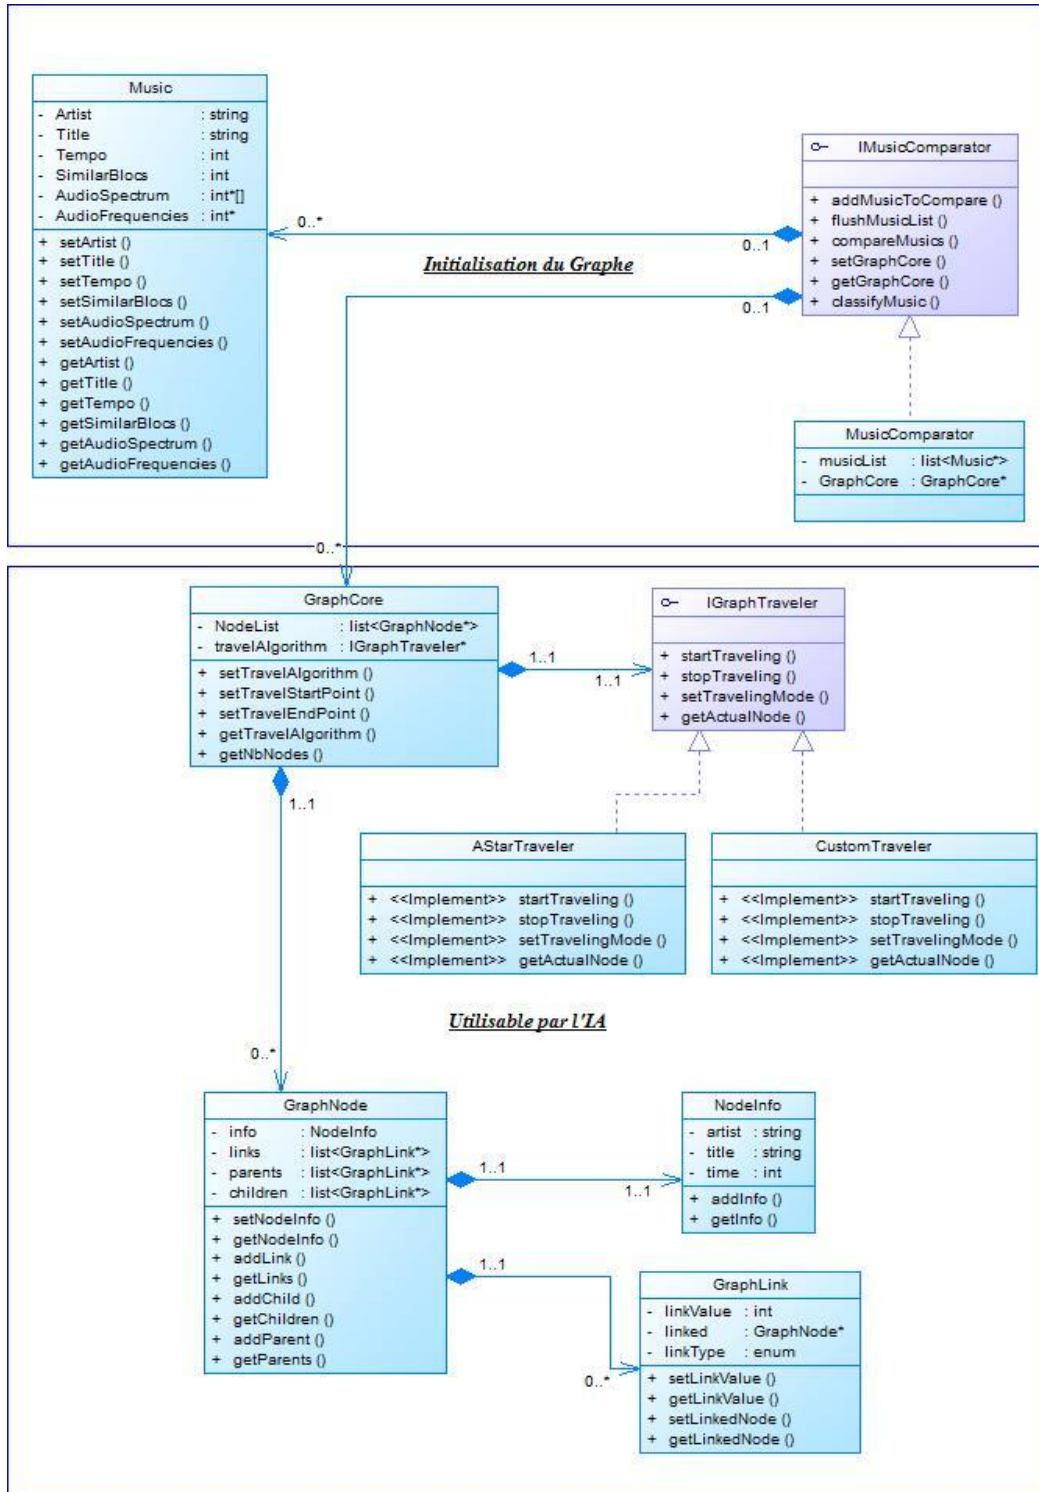 Music
- Artist : string
- Title : string
- Tempo : int
- SimilarBlocs : int
- AudioSpectrum : int*[]
- AudioFrequencies : int*
+ setArtist ()
+ setTitle ()
+ setTempo ()
+ setSimilarBlocs ()
+ setAudioSpectrum ()
+ setAudioFrequencies ()
+ getArtist ()
+ getTitle ()
+ getTempo ()
+ getSimilarBlocs ()
+ getAudioSpectrum ()
+ getAudioFrequencies ()
IMusicComparator
+ addMusicToCompare ()
+ flushMusicList ()
+ compareMusics ()
+ setGraphCore ()
+ getGraphCore ()
+ classifyMusic ()
0..*
0..1
Initialisation du Graphe
0..1
MusicComparator
- musicList : list<Music*>
- GraphCore : GraphCore*
0..*
GraphCore
- NodeList : list<GraphNode*>
- travelAlgorithm : IGraphTraveler*
+ setTravelAlgorithm ()
+ setTravelStartPoint ()
+ setTravelEndPoint ()
+ getTravelAlgorithm ()
+ getNbNodes ()
1..1
1..1
IGraphTraveler
+ startTraveling ()
+ stopTraveling ()
+ setTravelingMode ()
+ getActualNode ()
1..1
AStarTraveler
+ <<Implement>> startTraveling ()
+ <<Implement>> stopTraveling ()
+ <<Implement>> setTravelingMode ()
+ <<Implement>> getActualNode ()
CustomTraveler
+ <<Implement>> startTraveling ()
+ <<Implement>> stopTraveling ()
+ <<Implement>> setTravelingMode ()
+ <<Implement>> getActualNode ()
Utilisable par l'IA
0..*
GraphNode
- info : NodeInfo
- links : list<GraphLink*>
- parents : list<GraphLink*>
- children : list<GraphLink*>
+ setNodeInfo ()
+ getNodeInfo ()
+ addLink ()
+ getLinks ()
+ addChild ()
+ getChildren ()
+ addParent ()
+ getParents ()
1..1
1..1
NodeInfo
- artist : string
- title : string
- time : int
+ addInfo ()
+ getInfo ()
1..1
0..*
GraphLink
- linkValue : int
- linked : GraphNode*
- linkType : enum
+ setLinkValue ()
+ getLinkValue ()
+ setLinkedNode ()
+ getLinkedNode ()